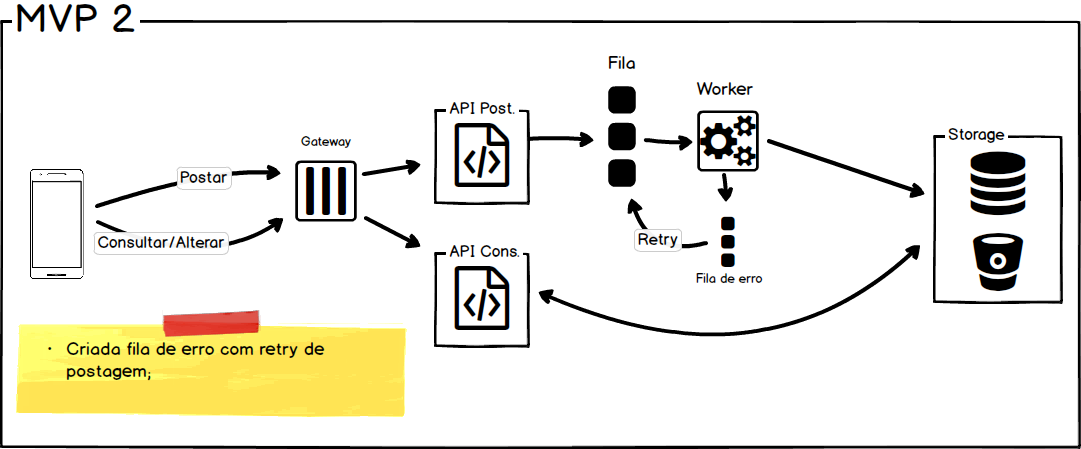 MVP 2
Fila
Worker
API Post.
Storage
Gateway
Postar
Consultar/Alterar
Retry
API Cons.
Fila de erro
· Criada fila de erro com retry de
postagem;